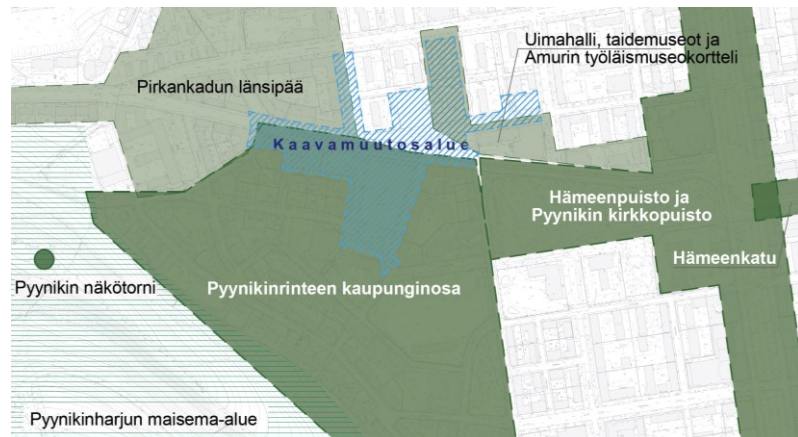 Uimahalli, taidemuseot ja
Amurin työläismuseokortteli
Pirkankadun länsipää
Kaavamuutosalue
Hämeenpuisto ja
Pyynikin kirkkopuisto
Hämeenkatu
Pyynikin näkötorni
Pyynikinrinteen kaupunginosa
Pyynikinharjun maisema-alue